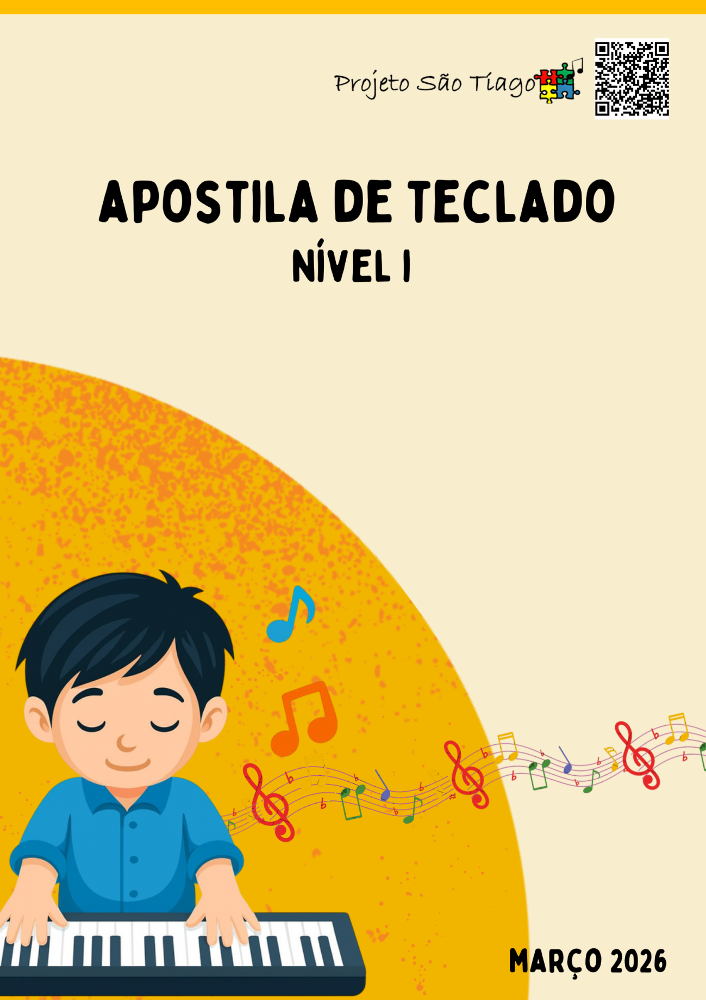 Projeto São Tiago
APOSTILA DE TECLADO
NÍVEL I
MARÇO 2026